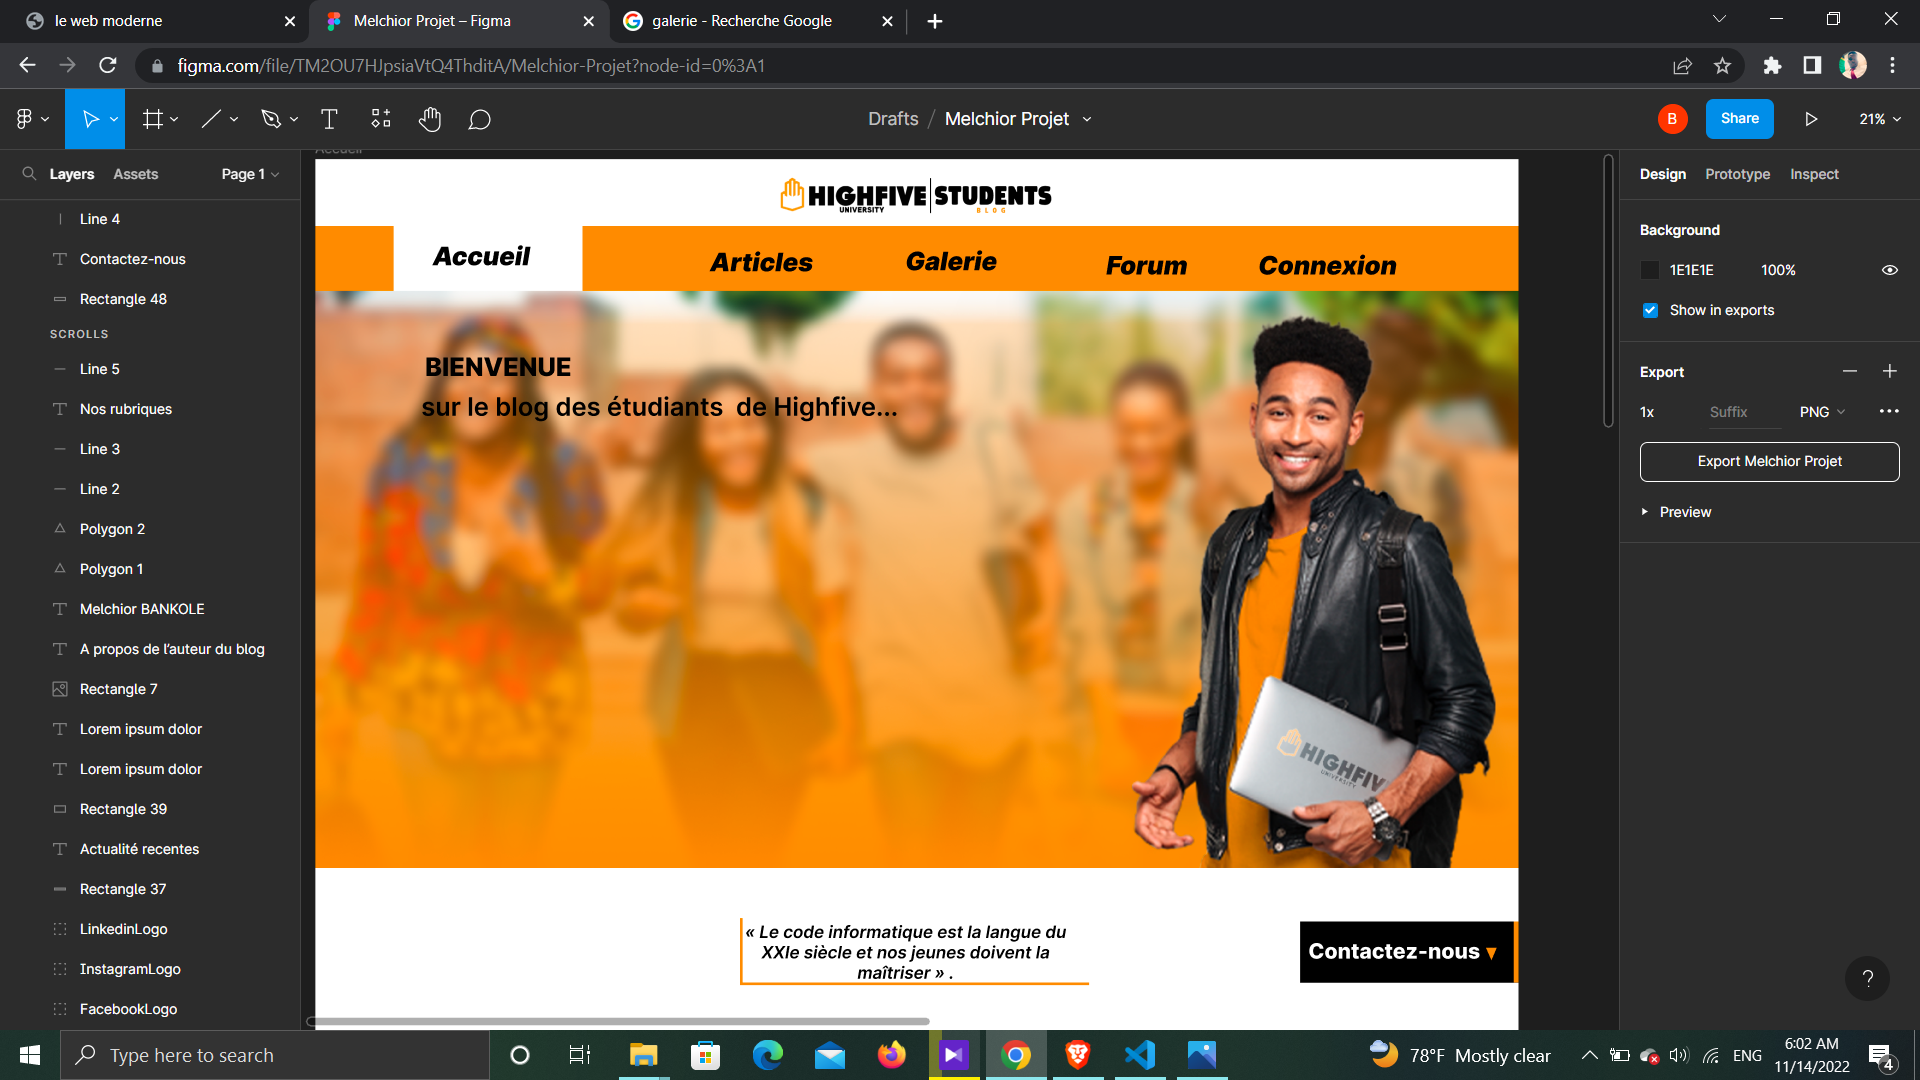 le web moderne
Melchior Projet – Figma
galerie - Recherche Google
figma.com/file/TM2OU7HJpsiaVtQ4ThditA/Melchior-Projet?node-id=0%3A1
Drafts / Melchior Projet
B
Share
21%
Layers
Assets
Page 1
Line 4
Contactez-nous
Rectangle 48
SCROLLS
Line 5
Nos rubriques
Line 3
Line 2
Polygon 2
Polygon 1
Melchior BANKOLE
A propos de l’auteur du blog
Rectangle 7
Lorem ipsum dolor
Lorem ipsum dolor
Rectangle 39
Actualité recentes
Rectangle 37
LinkedinLogo
InstagramLogo
FacebookLogo
Accueil
HIGHFIVE STUDENTS
UNIVERSITY BLOG
Accueil
Articles
Galerie
Forum
Connexion
BIENVENUE
sur le blog des étudiants de Highfive...
HIGHFIV
UNIVERSITY
« Le code informatique est la langue du
XXIe siècle et nos jeunes doivent la
maîtriser » .
Contactez-nous
Design
Prototype
Inspect
Background
1E1E1E
100%
Show in exports
Export
1x
Suffix
PNG
Export Melchior Projet
Preview
?
Type here to search
78°F Mostly clear
ENG
6:02 AM
11/14/2022
4